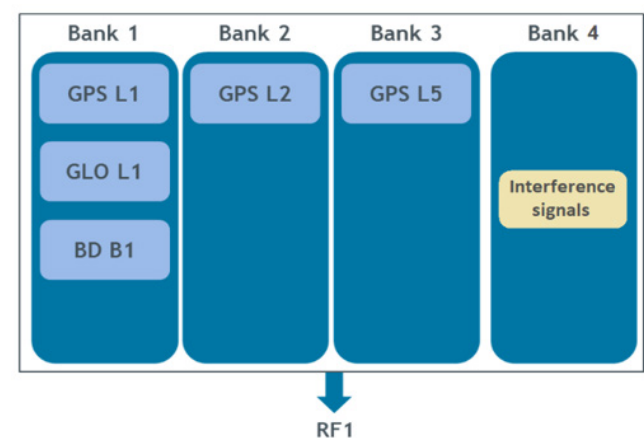 Bank 1 Bank 2 Bank 3 Bank 4
GPS L1 GPS L2 GPS L5
GLO L1
Interference
signals
BD B1
RF1